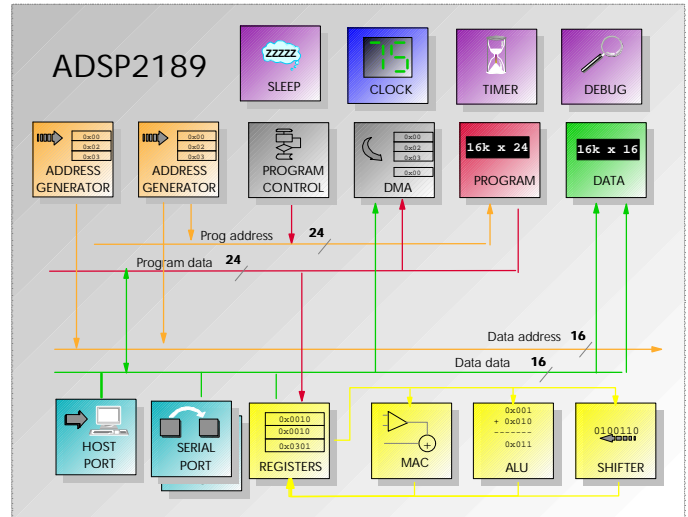 ADSP2189
zzzzz
SLEEP
75
CLOCK
TIMER
DEBUG
0x00
0x02
0x03
ADDRESS
GENERATOR
0x00
0x02
0x03
ADDRESS
GENERATOR
PROGRAM
CONTROL
0x00
0x02
0x03
0x00
DMA
16k x 24
PROGRAM
16k x 16
DATA
Prog address 24
Program data 24
Data address 16
Data data 16
HOST
PORT
SERIAL
PORT
0x0010
0x0010
0x0301
REGISTERS
MAC
0x001
+ 0x010
-------
0x011
ALU
0100110
SHIFTER